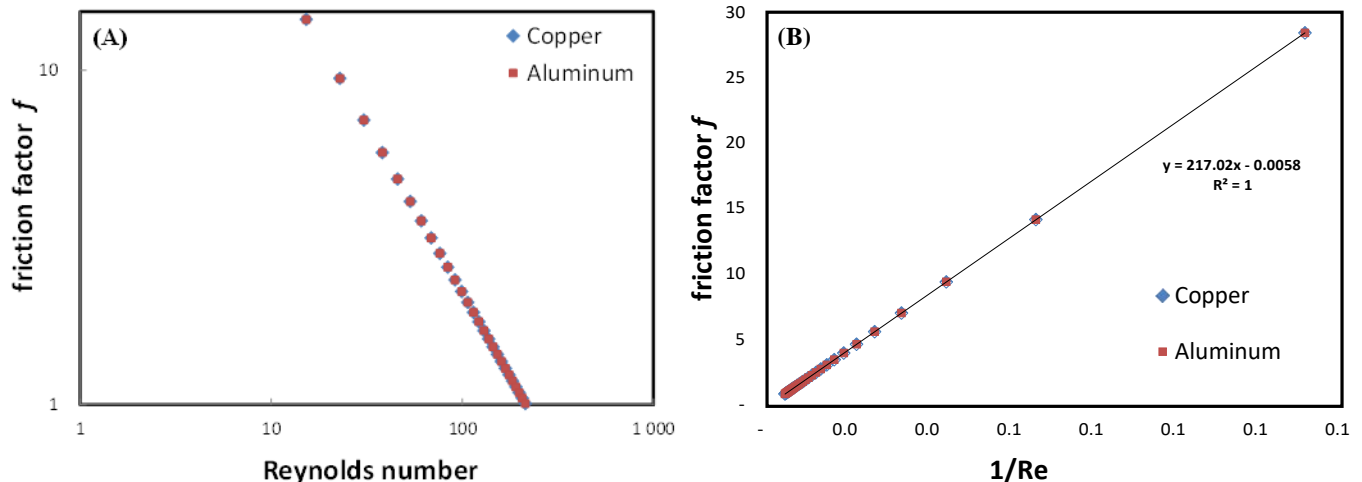 (A)
Copper
Aluminum
10
1
friction factor f
1
10
100
1 000
Reynolds number
(B)
30
25
20
15
10
5
-
friction factor f
y = 217.02x - 0.0058
R² = 1
Copper
Aluminum
-
0.0
0.0
0.1
0.1
0.1
0.1
0.1
1/Re